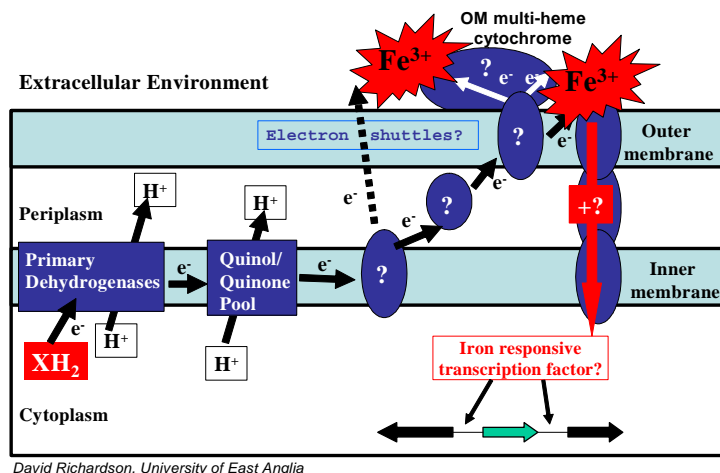 OM multi-heme
cytochrome
Fe3+
?
e-
e-
Fe3+
Extracellular Environment
Electron shuttles?
?
e-
Outer
membrane
H+
H+
e-
e-
Periplasm
e-
?
+?
Primary
Dehydrogenases
e-
Quinol/
Quinone
Pool
e-
?
Inner
membrane
e-
H+
XH2
H+
Iron responsive
transcription factor?
Cytoplasm
David Richardson, University of East Anglia